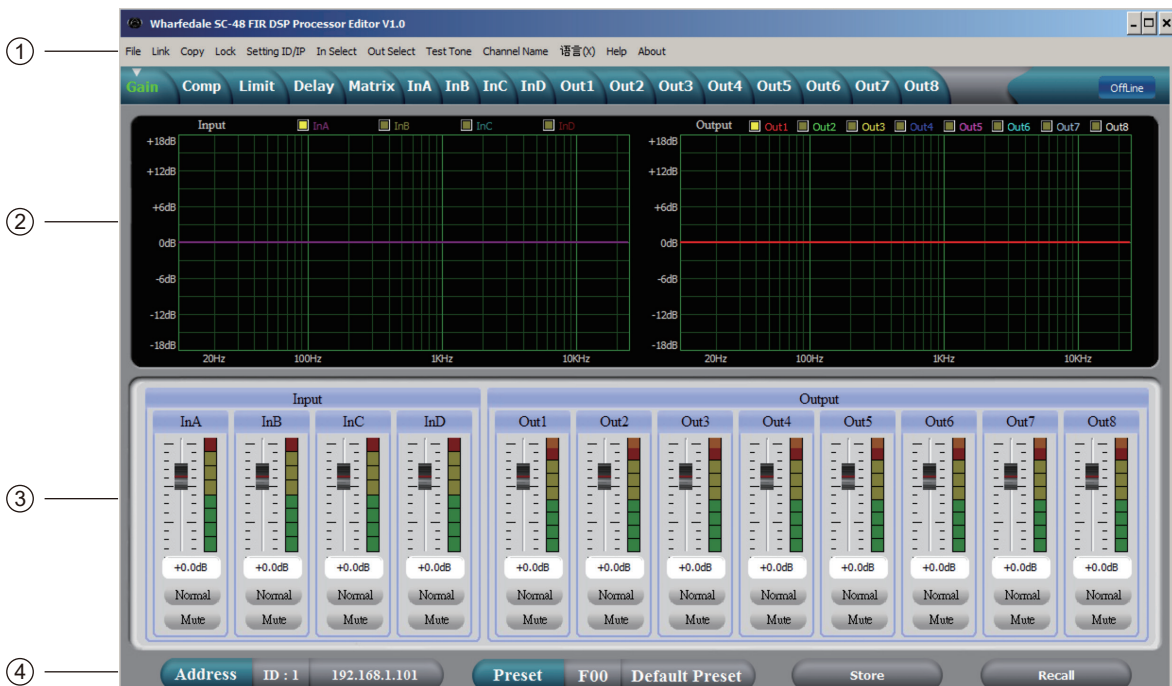 Wharfedale SC-48 FIR DSP Processor Editor V1.0
① File Link Copy Lock Setting ID/IP In Select Out Select Test Tone Channel Name 语言(X) Help About
Gain Comp Limit Delay Matrix InA InB InC InD Out1 Out2 Out3 Out4 Out5 Out6 Out7 Out8 OffLine
Input InA InB InC InD Output Out1 Out2 Out3 Out4 Out5 Out6 Out7 Out8
+18dB +18dB
+12dB +12dB
+6dB +6dB
②
0dB 0dB
-6dB -6dB
-12dB -12dB
-18dB -18dB
20Hz 100Hz 1KHz 10KHz 20Hz 100Hz 1KHz 10KHz
Input Output
InA InB InC InD Out1 Out2 Out3 Out4 Out5 Out6 Out7 Out8
③
+0.0dB +0.0dB +0.0dB +0.0dB +0.0dB +0.0dB +0.0dB +0.0dB +0.0dB +0.0dB +0.0dB +0.0dB
Normal Normal Normal Normal Normal Normal Normal Normal Normal Normal Normal Normal
Mute Mute Mute Mute Mute Mute Mute Mute Mute Mute Mute Mute
④ Address ID : 1 192.168.1.101 Preset F00 Default Preset Store Recall